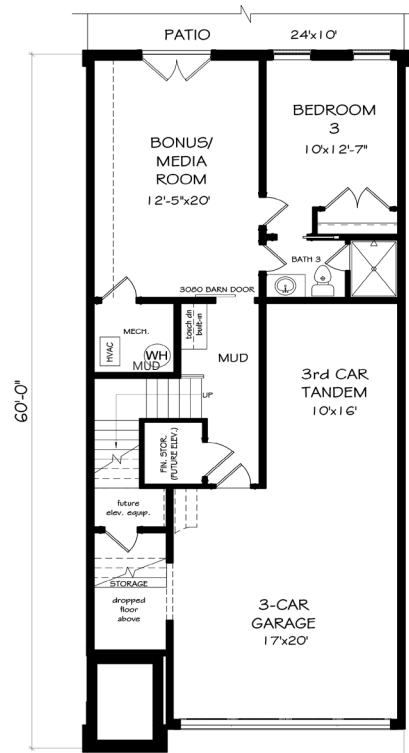 PATIO
24'x10'
BEDROOM
3
10'x12'-7"
BONUS/
MEDIA
ROOM
12'-5"x20'
BATH 3
3080 BARN DOOR
MECH.
HVAC
WH
MUD
bench dn
built-in
MUD
3rd CAR
TANDEM
10'x16'
UP
FIN. STOR.
(FUTURE ELEV.)
60'-0"
future
elev. equip.
STORAGE
dropped
floor
above
3-CAR
GARAGE
17'x20'